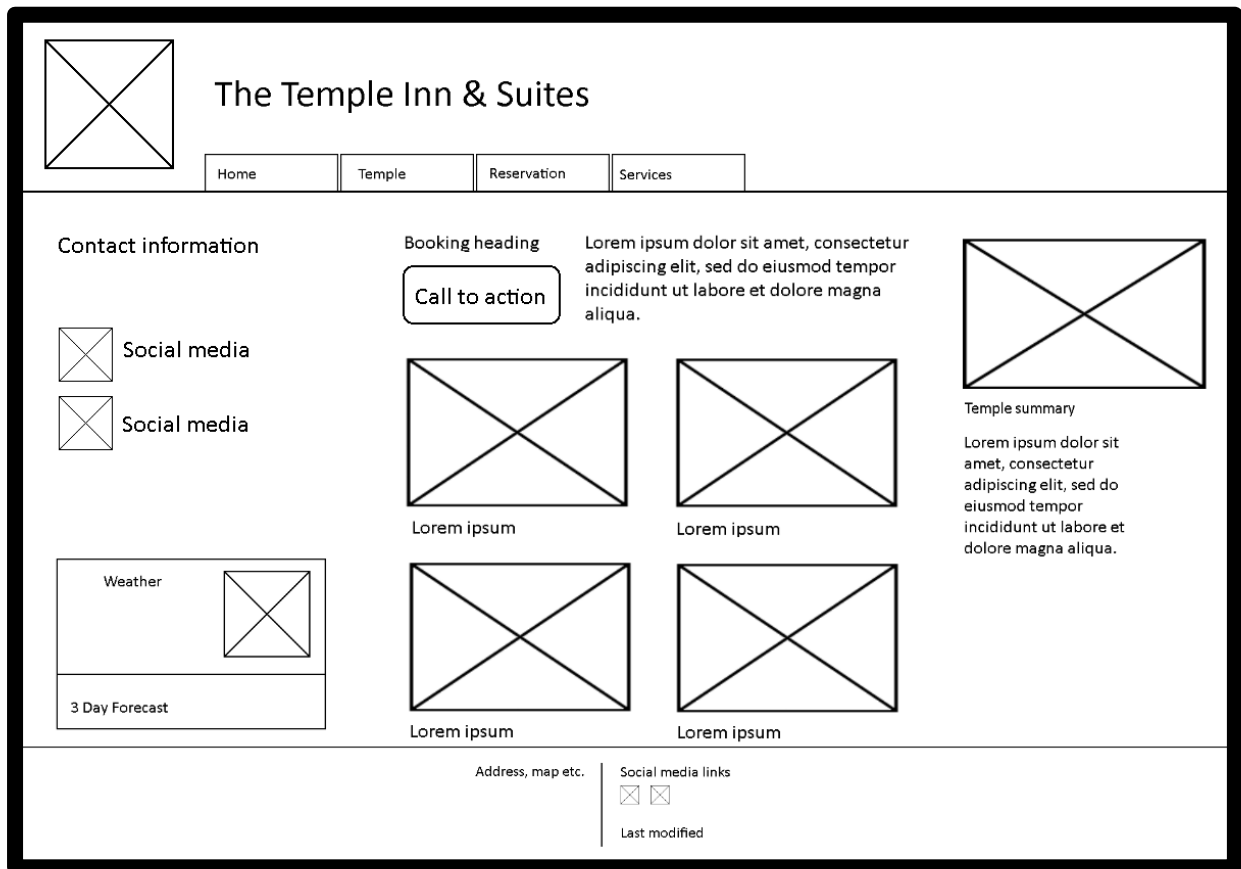 The Temple Inn & Suites
Home
Temple
Reservation
Services
Contact information
Social media
Social media
Weather
3 Day Forecast
Booking heading
Call to action
Lorem ipsum dolor sit amet, consectetur
adipiscing elit, sed do eiusmod tempor
incididunt ut labore et dolore magna
aliqua.
Lorem ipsum
Lorem ipsum
Lorem ipsum
Lorem ipsum
Temple summary
Lorem ipsum dolor sit
amet, consectetur
adipiscing elit, sed do
eiusmod tempor
incididunt ut labore et
dolore magna aliqua.
Address, map etc.
Social media links
Last modified